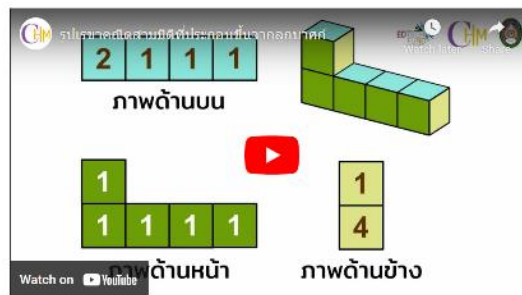 CHM รูปเรขาคณิตสามมิติที่ประกอบขึ้นจากลูกบาศก์
Watch later Share
CHM
2 1 1 1
ภาพด้านบน
1
1 1 1 1
ภาพด้านหน้า
1
4
ภาพด้านข้าง
Watch on YouTube